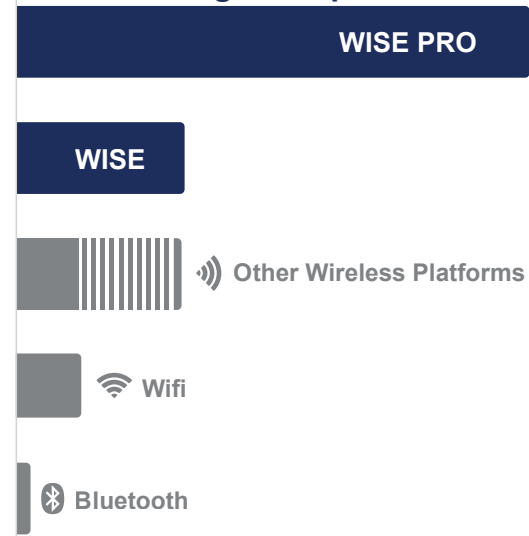 WISE PRO
WISE
Other Wireless Platforms
Wifi
Bluetooth